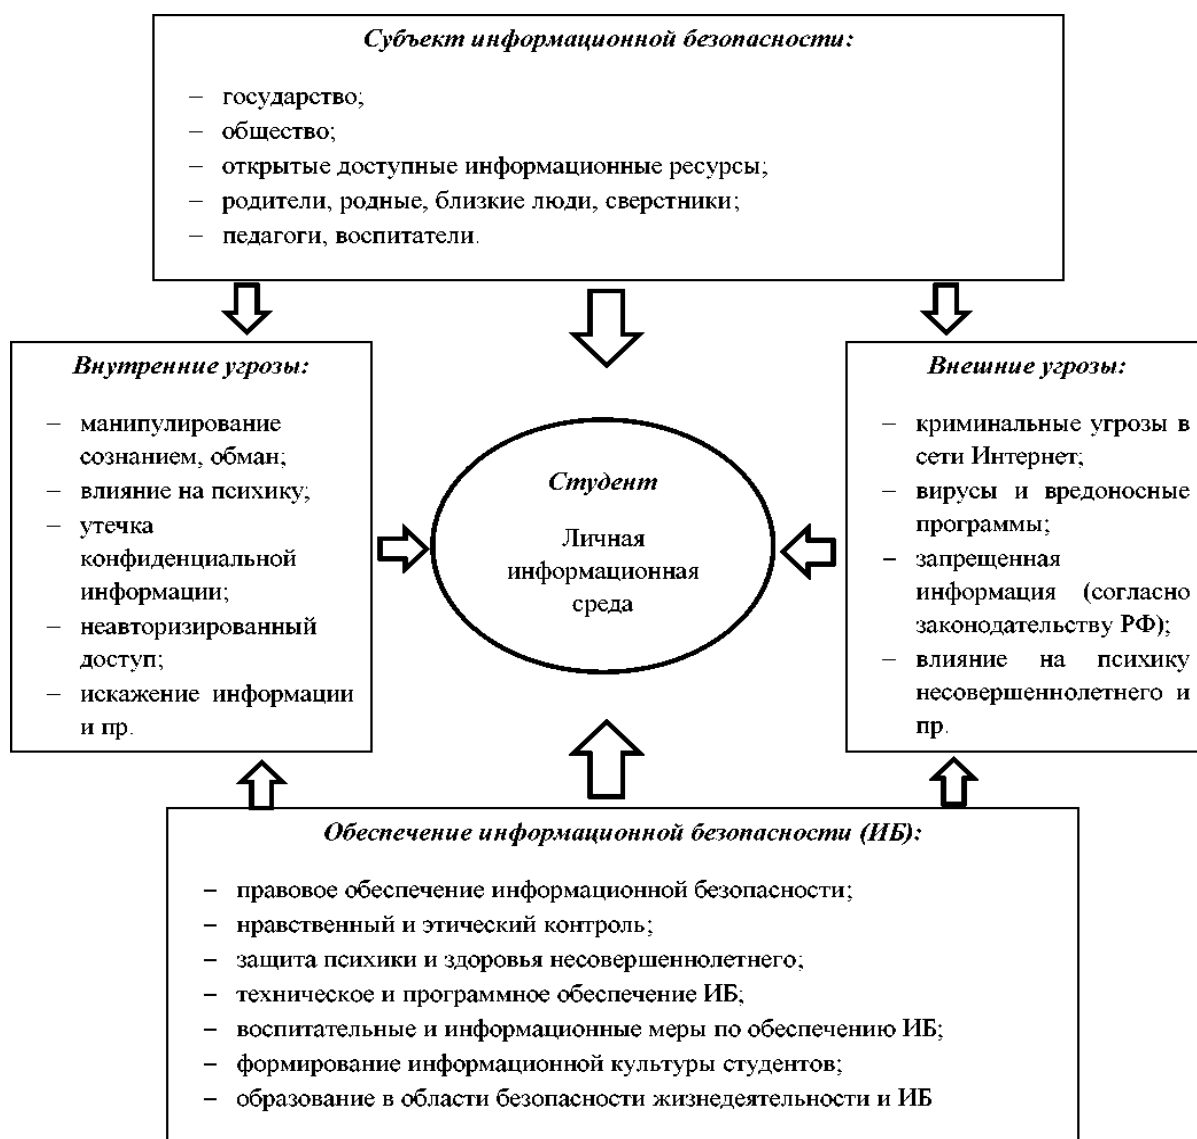 Субъект информационной безопасности:
– государство;
– общество;
– открытые доступные информационные ресурсы;
– родители, родные, близкие люди, сверстники;
– педагоги, воспитатели.
Внутренние угрозы:
– манипулирование
сознанием, обман;
– влияние на психику;
– утечка
конфиденциальной
информации;
– неавторизированный
доступ;
– искажение информации
и пр.
Студент
Личная
информационная
среда
Внешние угрозы:
– криминальные угрозы в
сети Интернет;
– вирусы и вредоносные
программы;
– запрещенная
информация (согласно
законодательству РФ);
– влияние на психику
несовершеннолетнего и
пр.
Обеспечение информационной безопасности (ИБ):
– правовое обеспечение информационной безопасности;
– нравственный и этический контроль;
– защита психики и здоровья несовершеннолетнего;
– техническое и программное обеспечение ИБ;
– воспитательные и информационные меры по обеспечению ИБ;
– формирование информационной культуры студентов;
– образование в области безопасности жизнедеятельности и ИБ